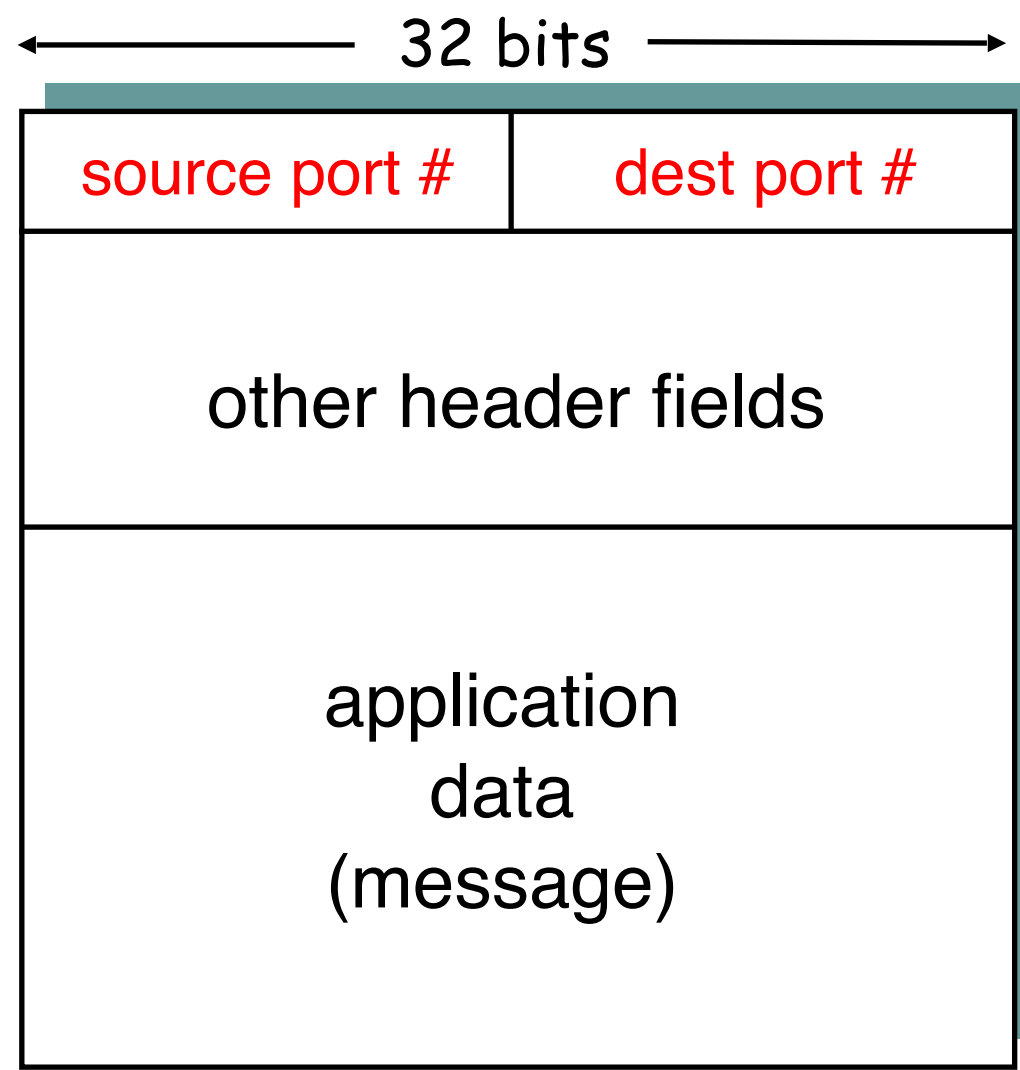 32 bits
source port #
dest port #
other header fields
application
data
(message)